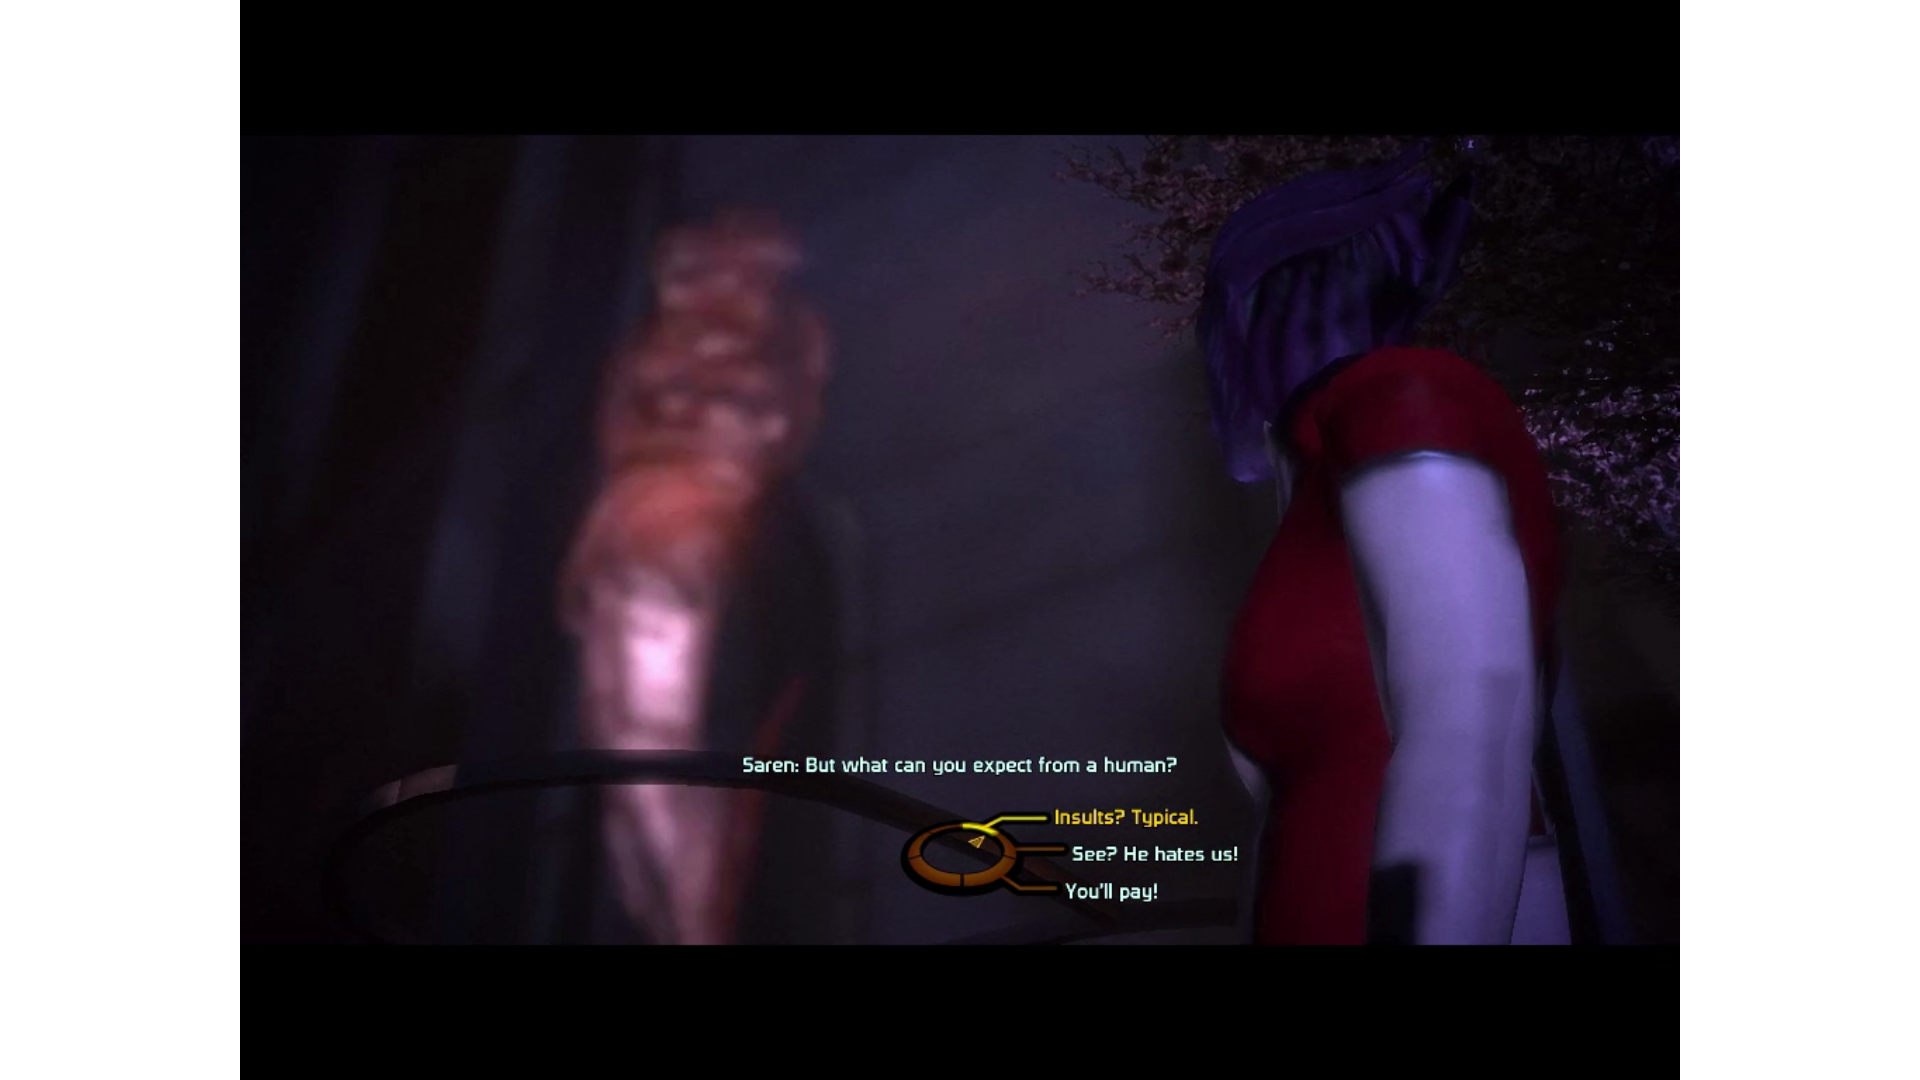 Saren: But what can you expect from a human?
Insults? Typical.
See? He hates us!
You'll pay!